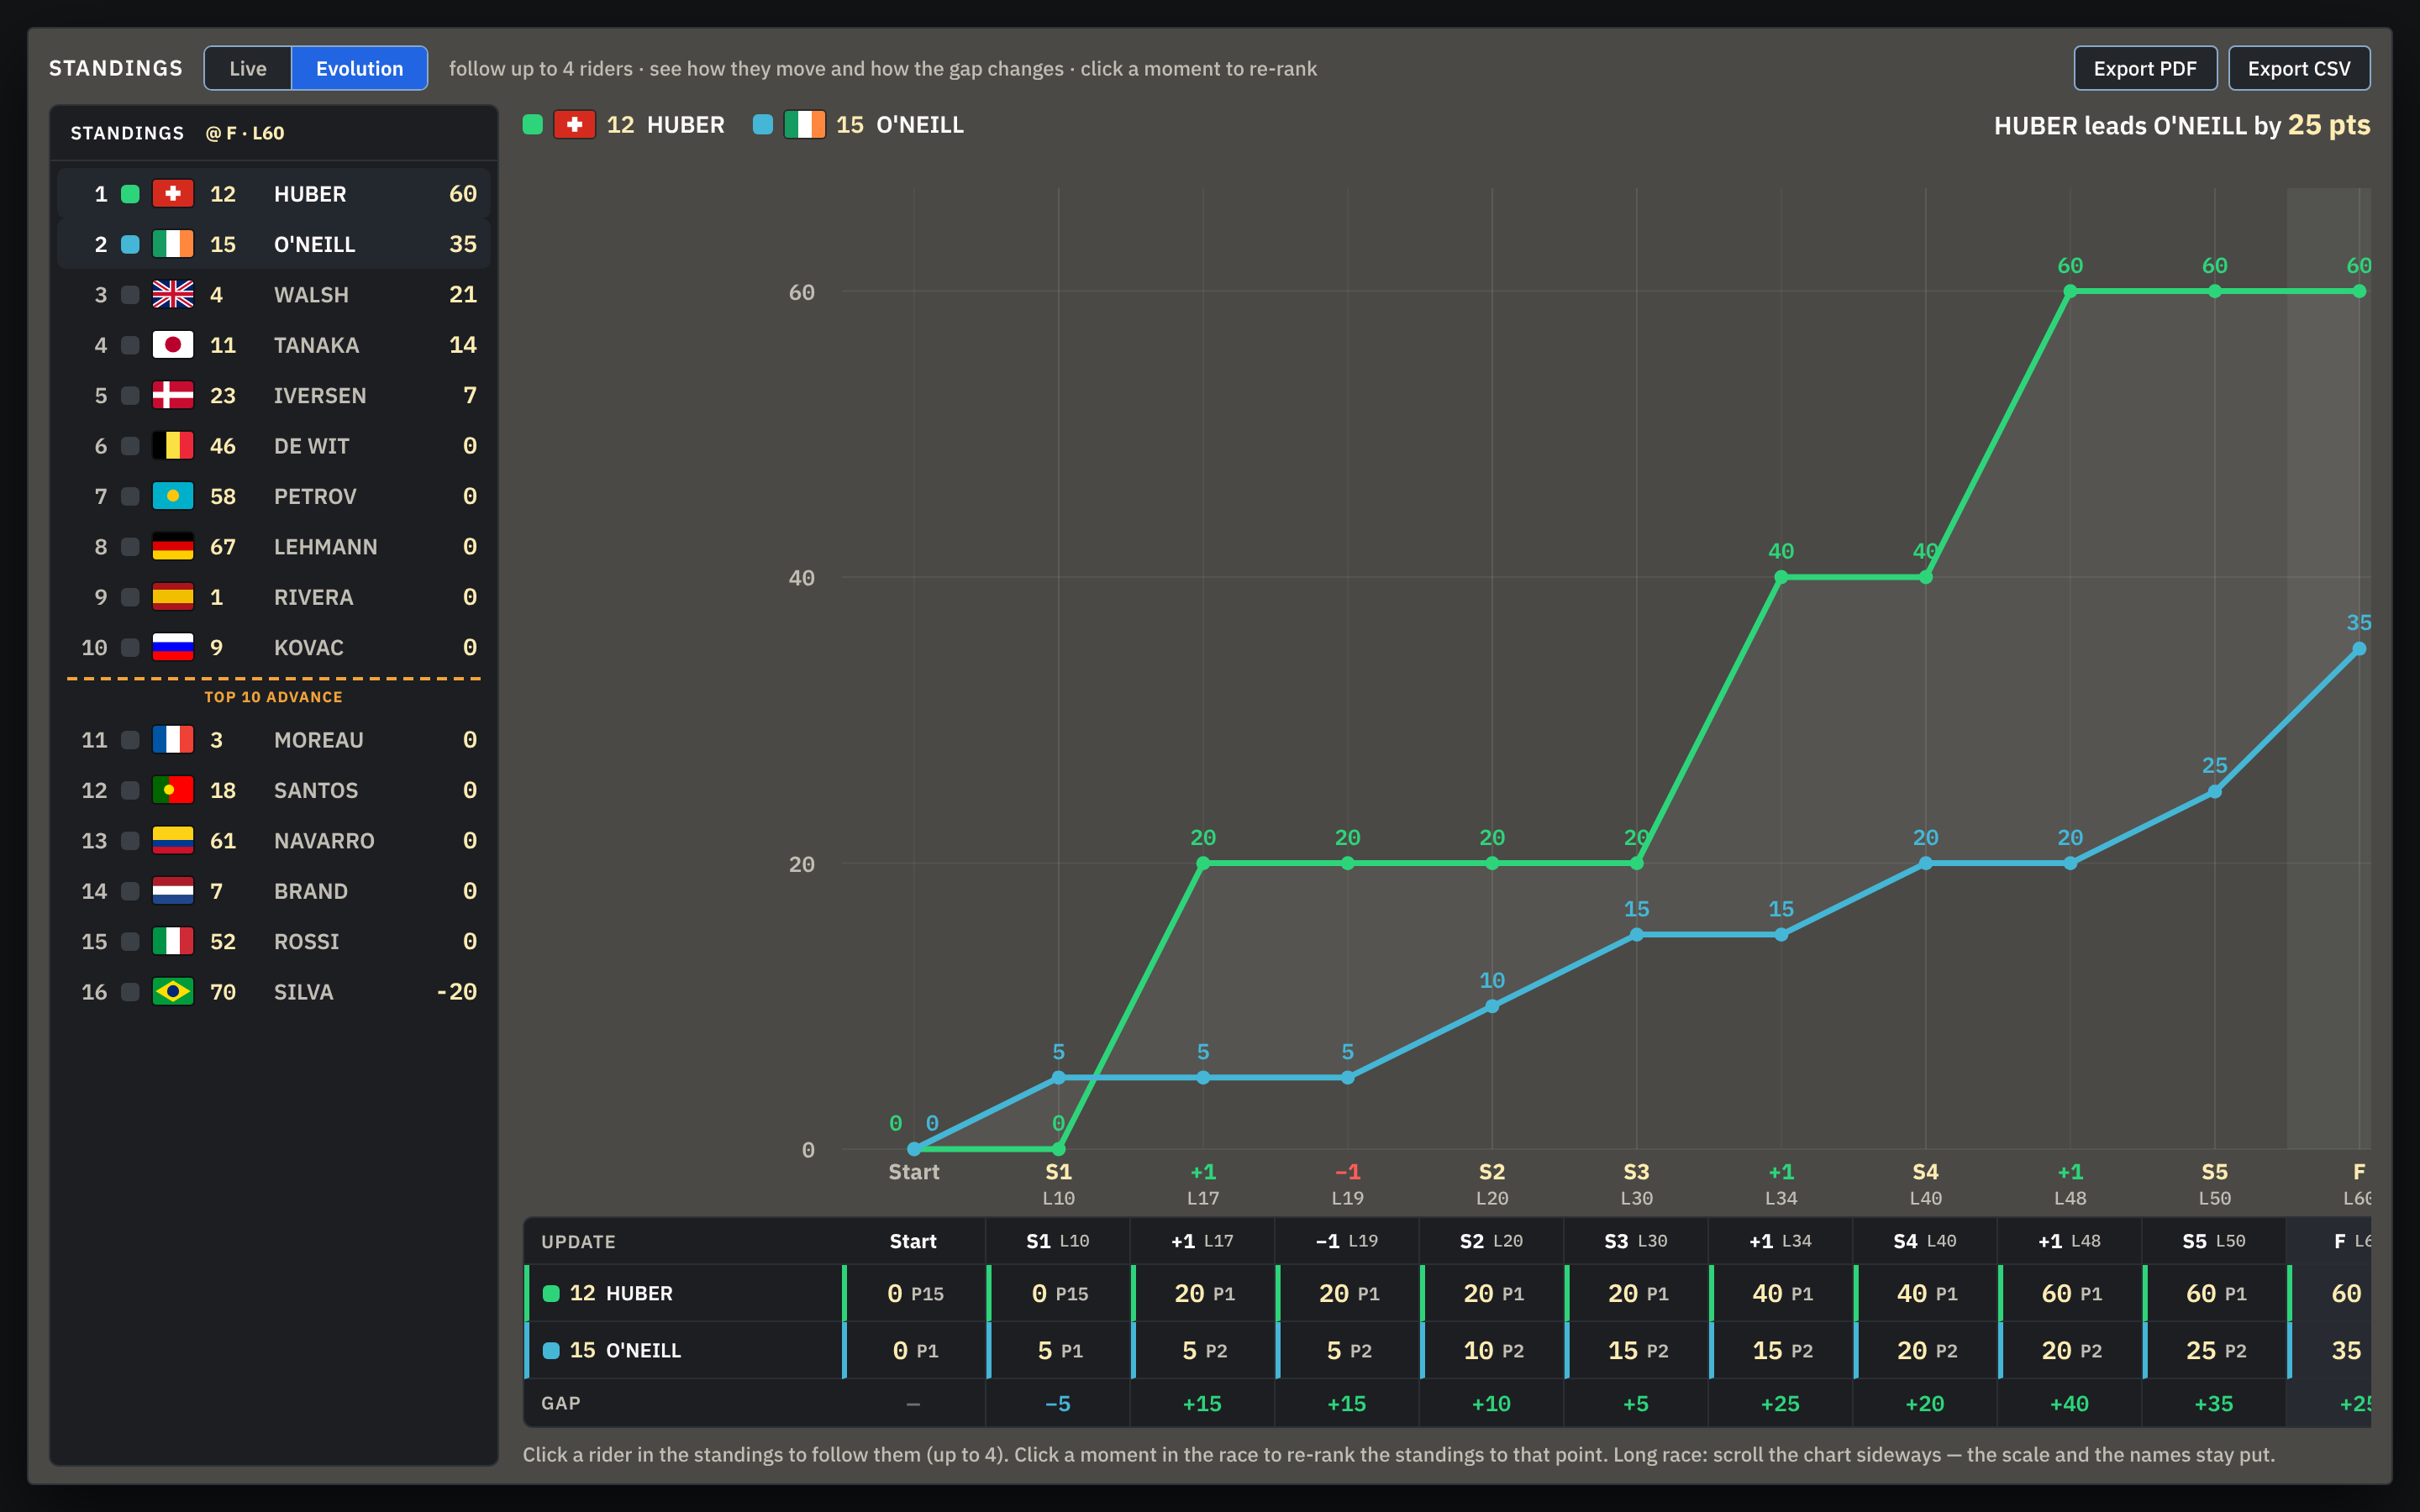 STANDINGS Live Evolution follow up to 4 riders · see how they move and how the gap changes · click a moment to re-rank Export PDF Export CSV
STANDINGS @ F · L60
1 12 HUBER 60
2 15 O'NEILL 35
3 4 WALSH 21
4 11 TANAKA 14
5 23 IVERSEN 7
6 46 DE WIT 0
7 58 PETROV 0
8 67 LEHMANN 0
9 1 RIVERA 0
10 9 KOVAC 0
TOP 10 ADVANCE
11 3 MOREAU 0
12 18 SANTOS 0
13 61 NAVARRO 0
14 7 BRAND 0
15 52 ROSSI 0
16 70 SILVA -20
12 HUBER 15 O'NEILL HUBER leads O'NEILL by 25 pts
60 60 60
60
40 40
40
35
25
20 20 20 20 20 20
20
15 15
10
5 5 5
0 0 0
0
Start S1 +1 −1 S2 S3 +1 S4 +1 S5 F
L10 L17 L19 L20 L30 L34 L40 L48 L50 L60
UPDATE Start S1 L10 +1 L17 −1 L19 S2 L20 S3 L30 +1 L34 S4 L40 +1 L48 S5 L50 F L6
12 HUBER 0 P15 0 P15 20 P1 20 P1 20 P1 20 P1 40 P1 40 P1 60 P1 60 P1 60
15 O'NEILL 0 P1 5 P1 5 P2 5 P2 10 P2 15 P2 15 P2 20 P2 20 P2 25 P2 35
GAP — −5 +15 +15 +10 +5 +25 +20 +40 +35 +25
Click a rider in the standings to follow them (up to 4). Click a moment in the race to re-rank the standings to that point. Long race: scroll the chart sideways — the scale and the names stay put.